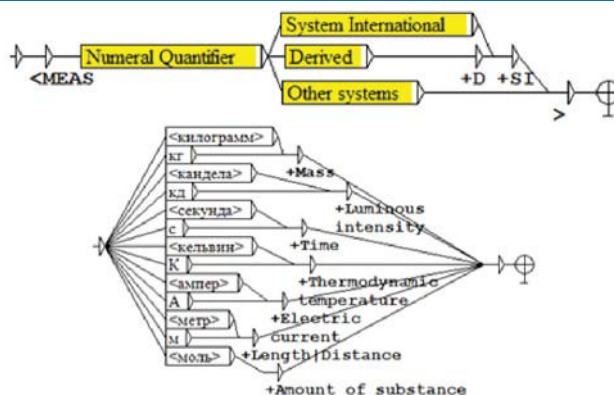 System International
Numeral Quantifier
Derived
<MEAS
+D
+SI
Other systems
>
<килограмм>
кг
+Mass
<кандела>
кд
+Luminous
intensity
<секунда>
с
+Time
<кельвин>
К
+Thermodynamic
temperature
<ампер>
А
+Electric
current
<метр>
м
+Length|Distance
<моль>
+Amount of substance